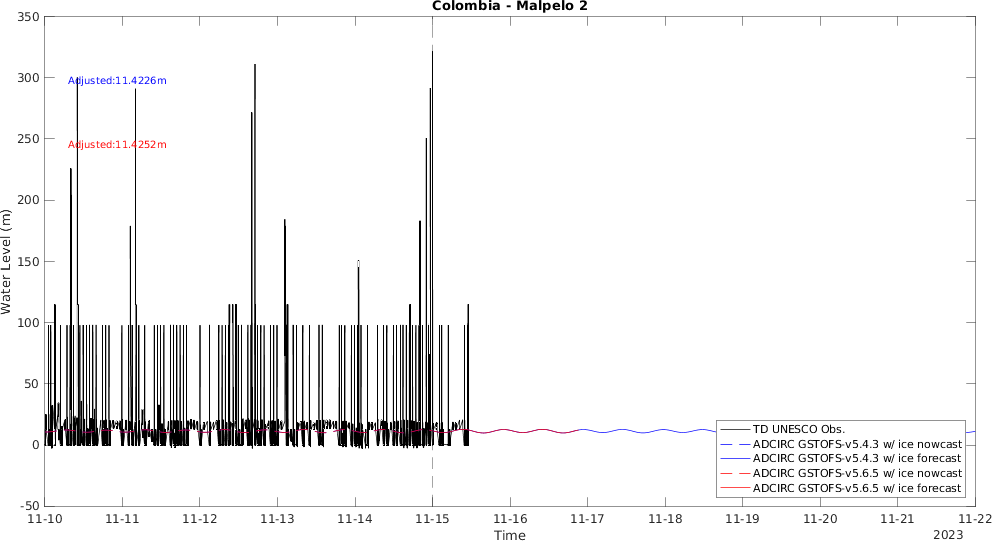 Colombia - Malpelo 2
Water Level (m)
350
300
250
200
150
100
50
0
-50
Adjusted:11.4226m
Adjusted:11.4252m
TD UNESCO Obs.
ADCIRC GSTOFS-v5.4.3 w/ ice nowcast
ADCIRC GSTOFS-v5.4.3 w/ ice forecast
ADCIRC GSTOFS-v5.6.5 w/ ice nowcast
ADCIRC GSTOFS-v5.6.5 w/ ice forecast
11-10 11-11 11-12 11-13 11-14 11-15 11-16 11-17 11-18 11-19 11-20 11-21 11-22
Time
2023